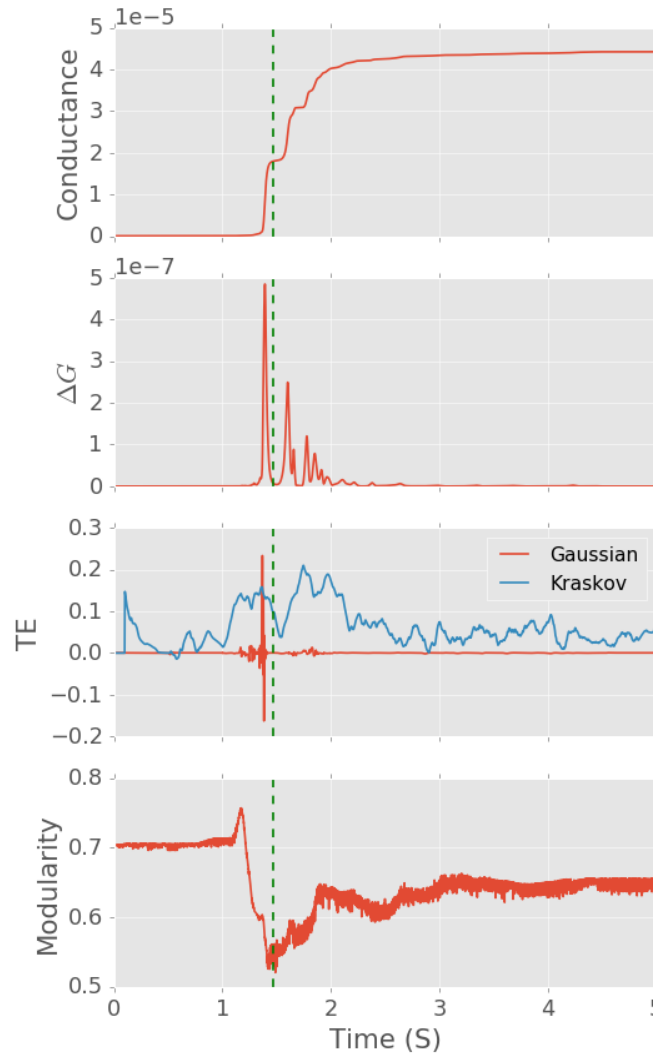 1e−5
Conductance
5
4
3
2
1
0
1e−7
ΔG
5
4
3
2
1
0
TE
0.3
0.2
0.1
0.0
−0.1
−0.2
Gaussian
Kraskov
Modularity
0.8
0.7
0.6
0.5
0 1 2 3 4 5
Time (S)